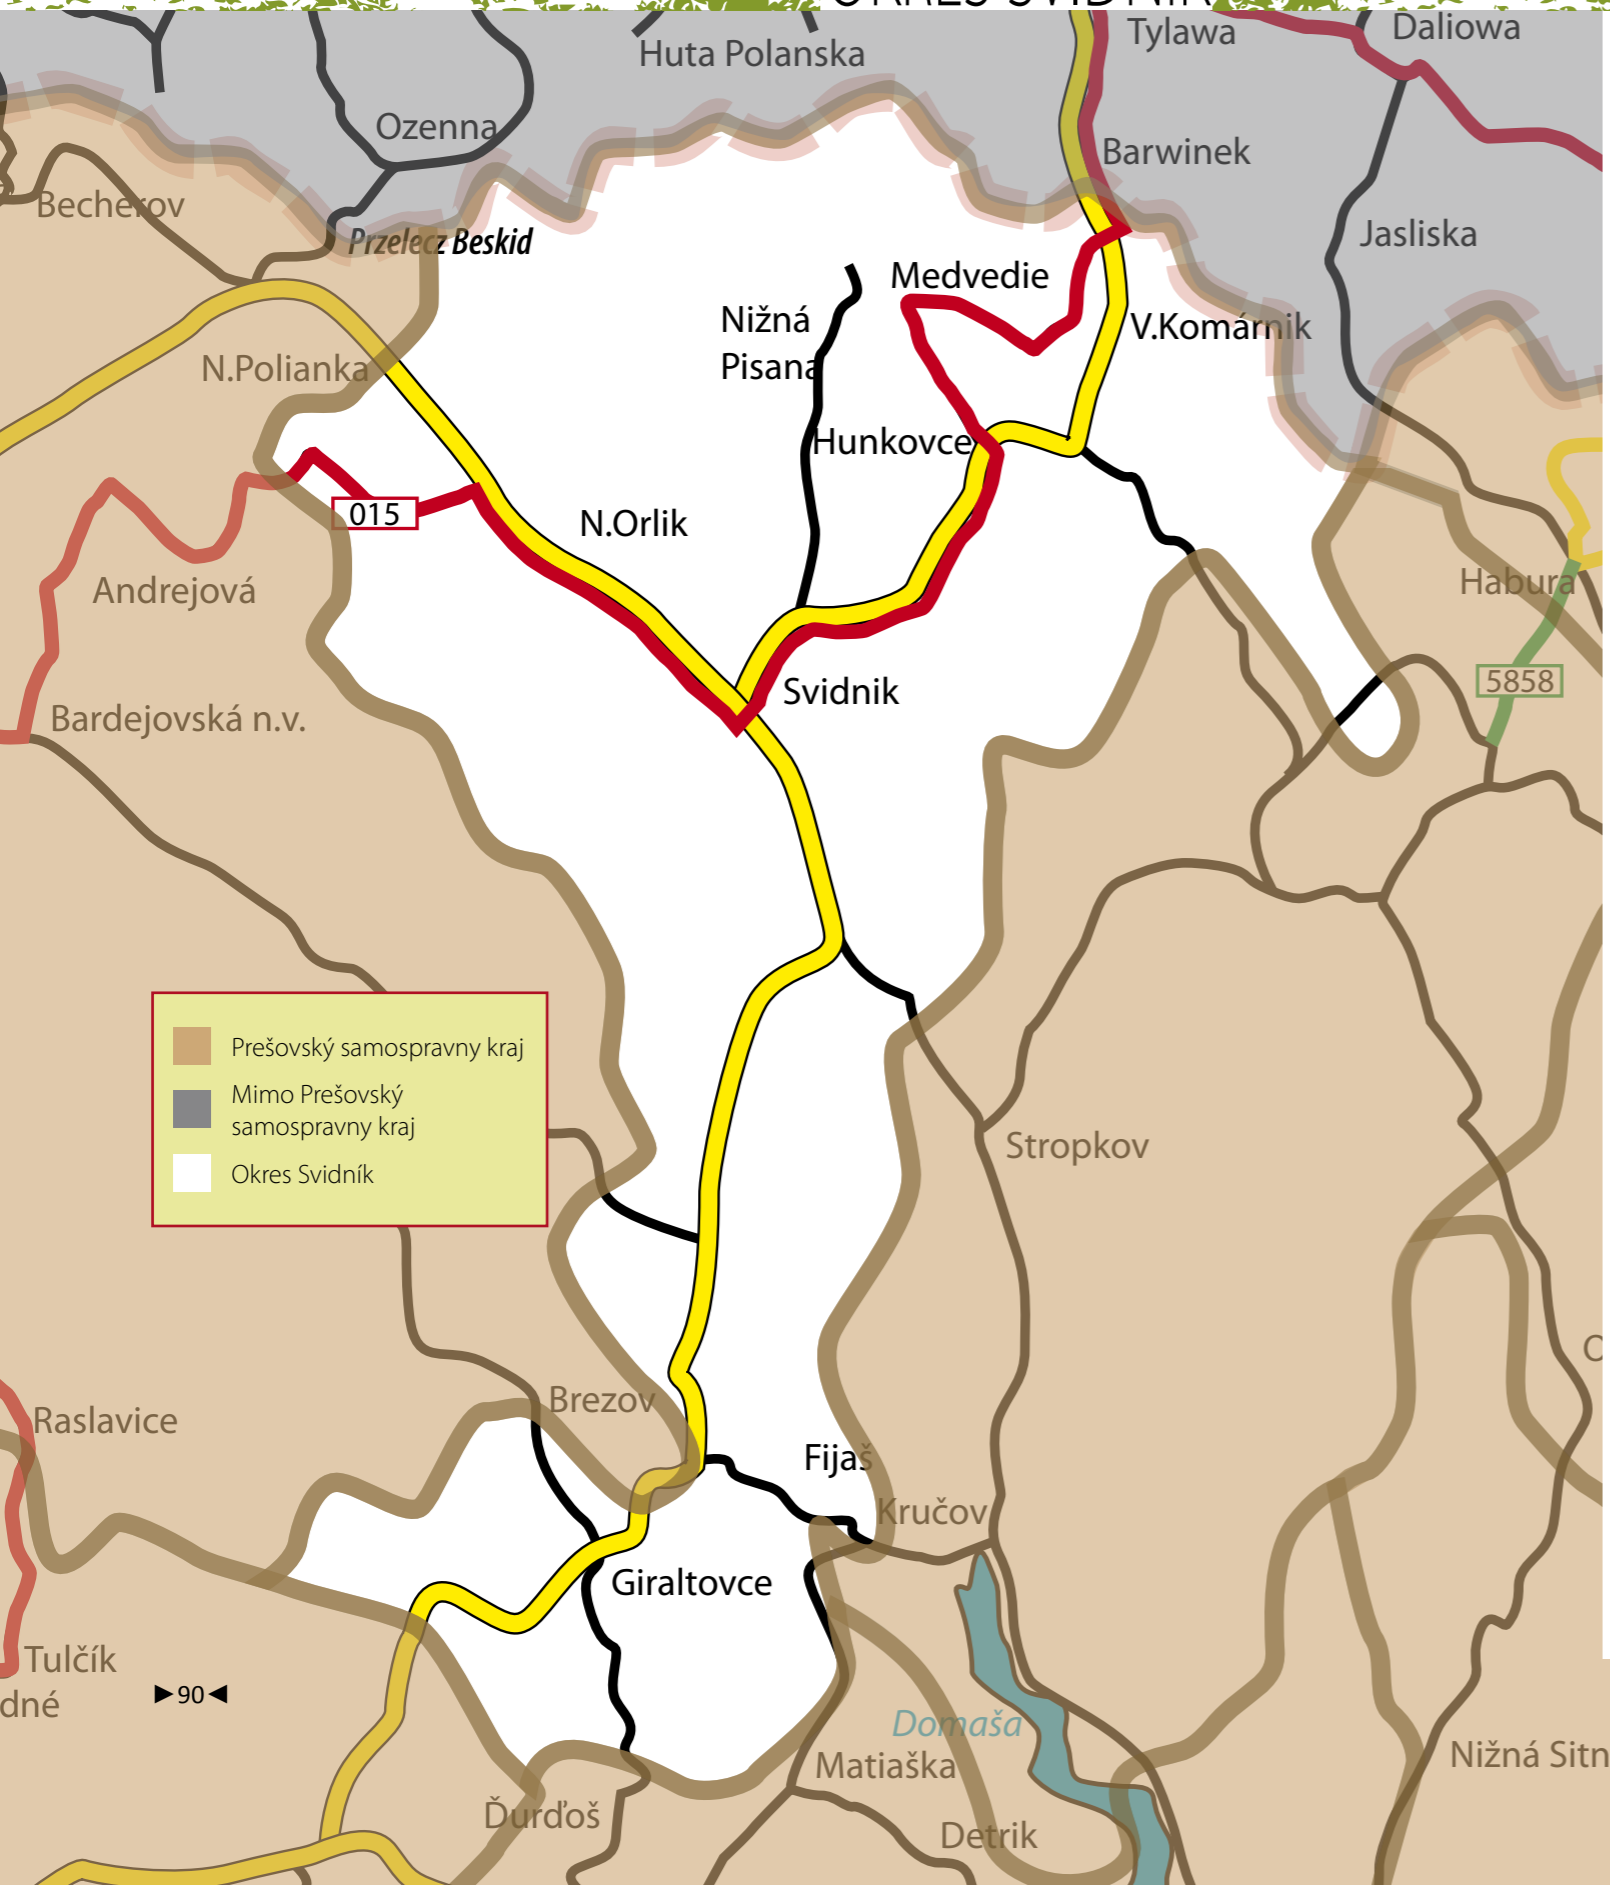 OKRES SVIDNÍK
Tylawa
Daliowa
Huta Polanska
Ozenna
Barwinek
Becherov
Jasliska
Przelecz Beskid
Medvedie
Nižná
Pisana
V.Komárnik
N.Polianka
Hunkovce
015
N.Orlik
Andrejová
Habura
5858
Svidnik
Bardejovská n.v.
Prešovský samospravny kraj
Mimo Prešovský
samospravny kraj
Okres Svidník
Stropkov
Brezov
Raslavice
Fijaš
Kručov
Giraltovce
Tulčík
dné
90
Domaša
Matiaška
Nižná Sitn
Ďurďoš
Detrik